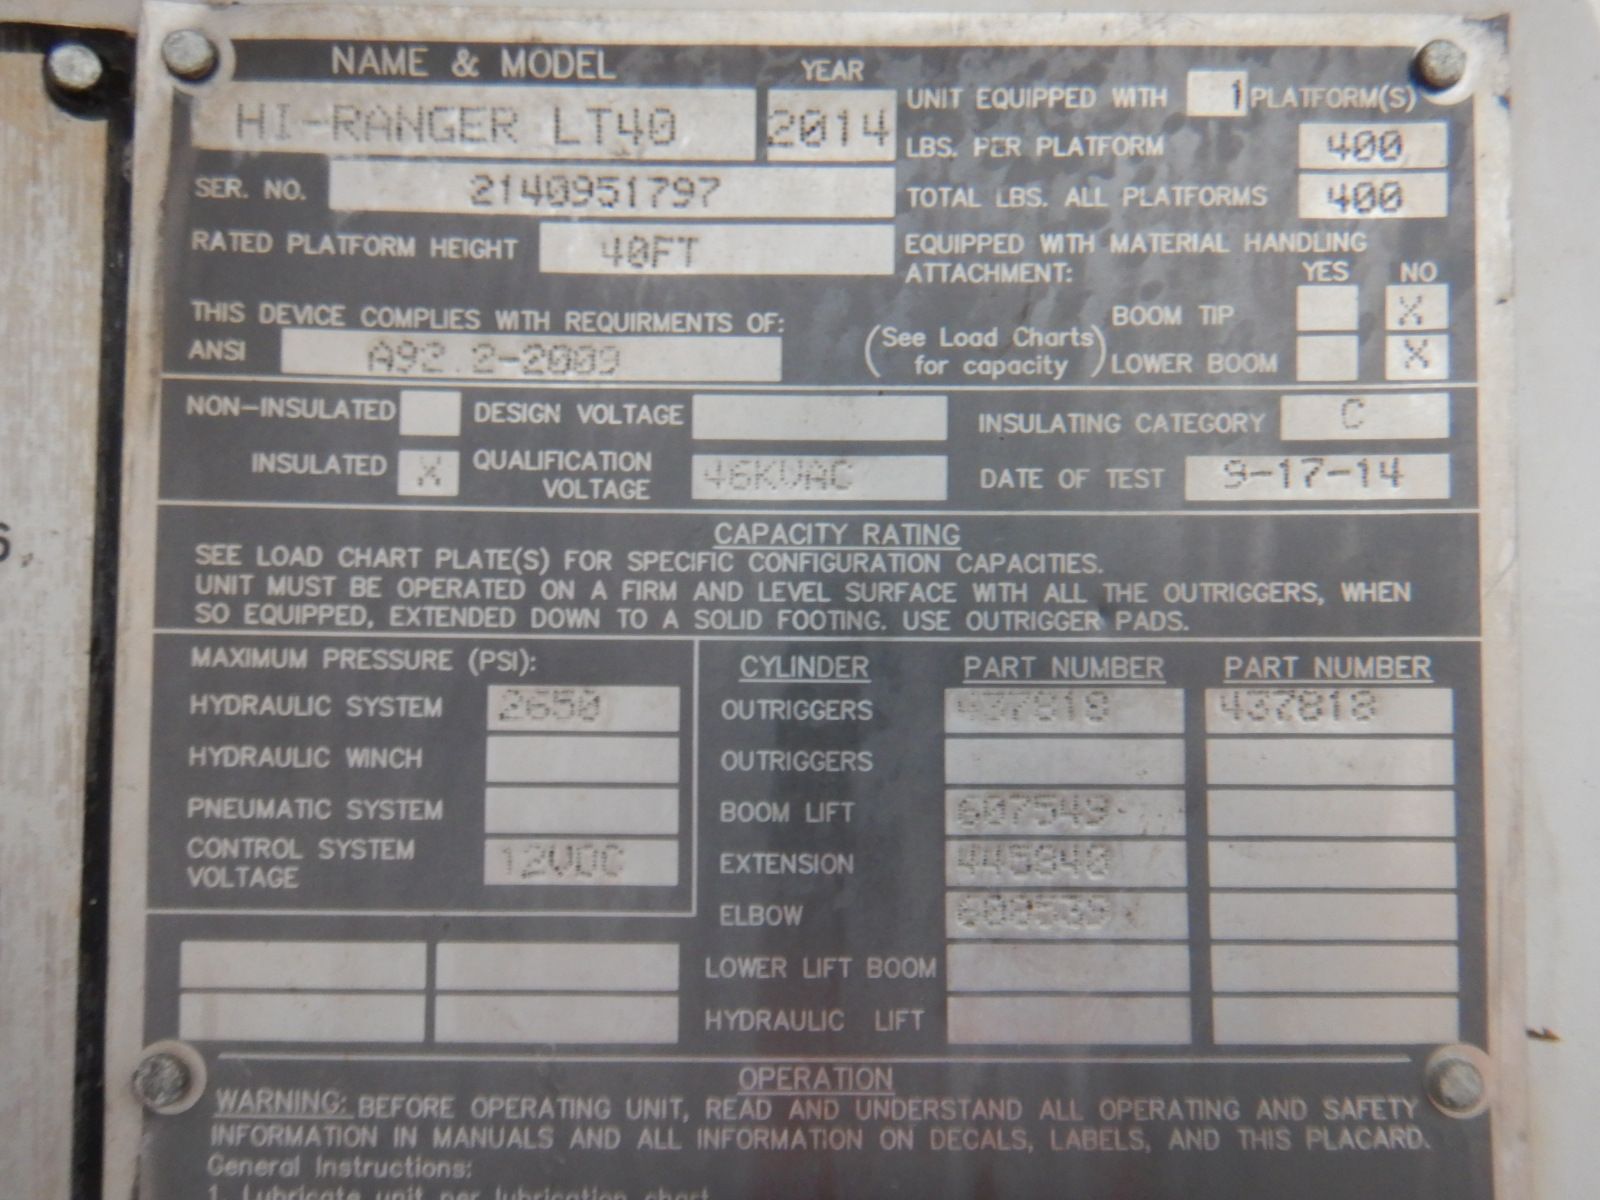 NAME & MODEL
YEAR
HI-RANGER LT40
2014
UNIT EQUIPPED WITH 1 PLATFORM(S)
LBS. PER PLATFORM 400
SER. NO. 2140951797
TOTAL LBS. ALL PLATFORMS 400
RATED PLATFORM HEIGHT 40FT
EQUIPPED WITH MATERIAL HANDLING
ATTACHMENT: YES NO
THIS DEVICE COMPLIES WITH REQUIRMENTS OF:
ANSI A92.2-2009
(See Load Charts
for capacity)
BOOM TIP X
LOWER BOOM X
NON-INSULATED DESIGN VOLTAGE INSULATING CATEGORY C
INSULATED X QUALIFICATION
VOLTAGE 46KVAC DATE OF TEST 9-17-14
CAPACITY RATING
SEE LOAD CHART PLATE(S) FOR SPECIFIC CONFIGURATION CAPACITIES.
UNIT MUST BE OPERATED ON A FIRM AND LEVEL SURFACE WITH ALL THE OUTRIGGERS, WHEN
SO EQUIPPED, EXTENDED DOWN TO A SOLID FOOTING. USE OUTRIGGER PADS.
MAXIMUM PRESSURE (PSI):
HYDRAULIC SYSTEM 2650
HYDRAULIC WINCH
PNEUMATIC SYSTEM
CONTROL SYSTEM
VOLTAGE 12VDC
CYLINDER PART NUMBER PART NUMBER
OUTRIGGERS 437818 437818
OUTRIGGERS
BOOM LIFT 607549
EXTENSION 445840
ELBOW
LOWER LIFT BOOM
HYDRAULIC LIFT
OPERATION
WARNING: BEFORE OPERATING UNIT, READ AND UNDERSTAND ALL OPERATING AND SAFETY
INFORMATION IN MANUALS AND ALL INFORMATION ON DECALS, LABELS, AND THIS PLACARD.
General Instructions:
1. Lubricate unit per lubrication chart